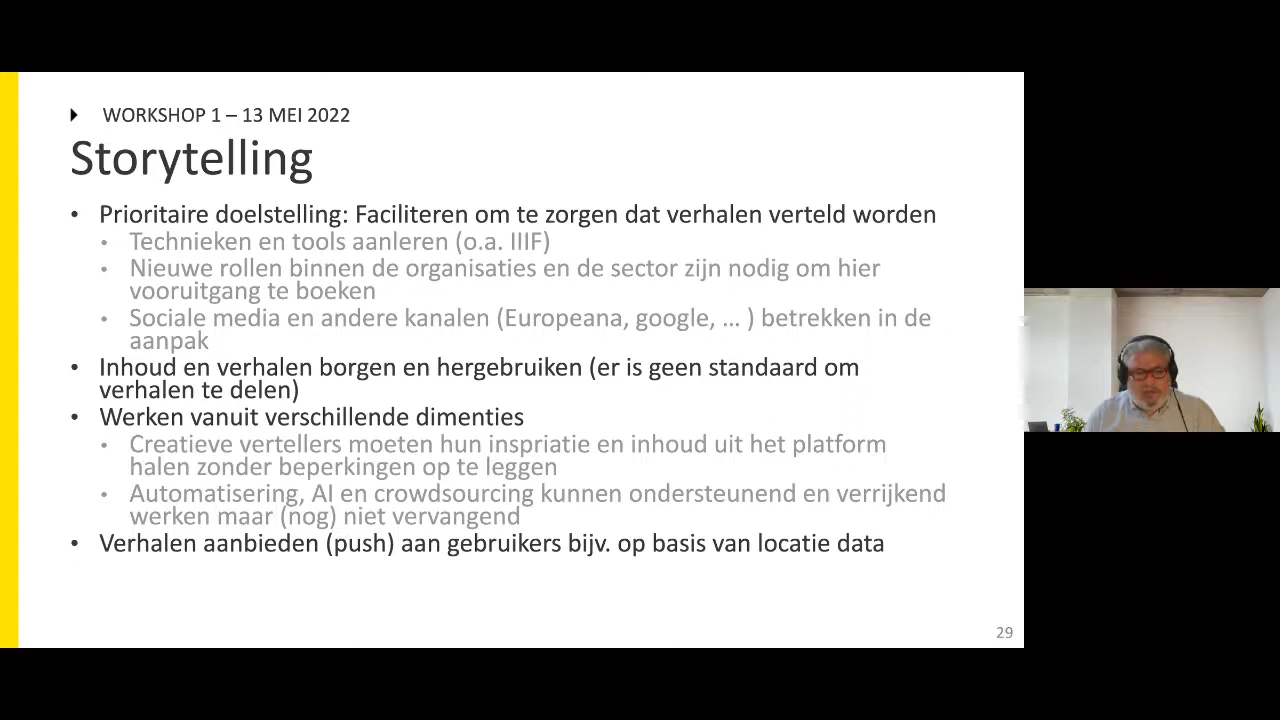 WORKSHOP 1 – 13 MEI 2022
Storytelling
• Prioritaire doelstelling: Faciliteren om te zorgen dat verhalen verteld worden
• Technieken en tools aanleren (o.a. IIIF)
• Nieuwe rollen binnen de organisaties en de sector zijn nodig om hier
vooruitgang te boeken
• Sociale media en andere kanalen (Europeana, google, … ) betrekken in de
aanpak
• Inhoud en verhalen borgen en hergebruiken (er is geen standaard om
verhalen te delen)
• Werken vanuit verschillende dimenties
• Creatieve vertellers moeten hun inspriatie en inhoud uit het platform
halen zonder beperkingen op te leggen
• Automatisering, AI en crowdsourcing kunnen ondersteunend en verrijkend
werken maar (nog) niet vervangend
• Verhalen aanbieden (push) aan gebruikers bijv. op basis van locatie data
29